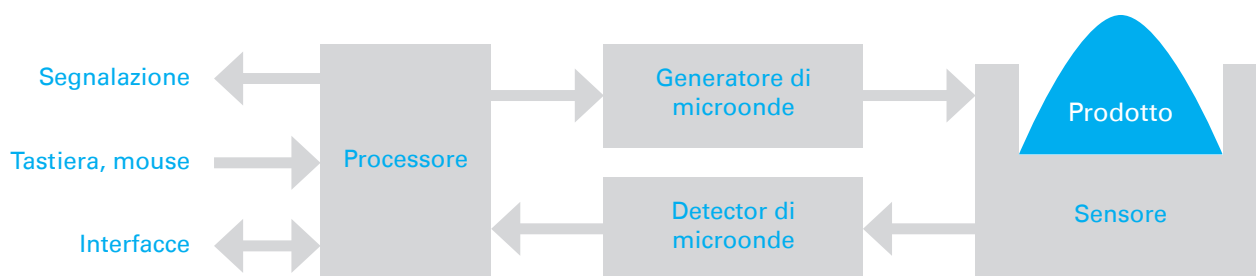 Segnalazione
Tastiera, mouse
Interfacce
Processore
Generatore di
microonde
Detector di
microonde
Prodotto
Sensore